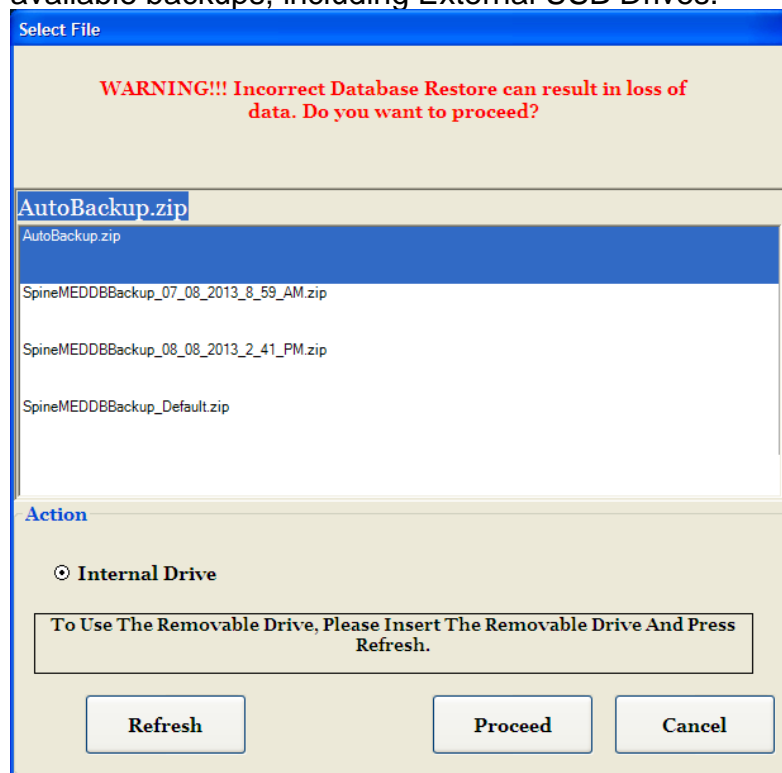 available backups, including External USB Drives.
Select File
WARNING!!! Incorrect Database Restore can result in loss of
data. Do you want to proceed?
AutoBackup.zip
AutoBackup.zip
SpineMEDDBBackup_07_08_2013_8_59_AM.zip
SpineMEDDBBackup_08_08_2013_2_41_PM.zip
SpineMEDDBBackup_Default.zip
Action
Internal Drive
To Use The Removable Drive, Please Insert The Removable Drive And Press
Refresh.
Refresh Proceed Cancel